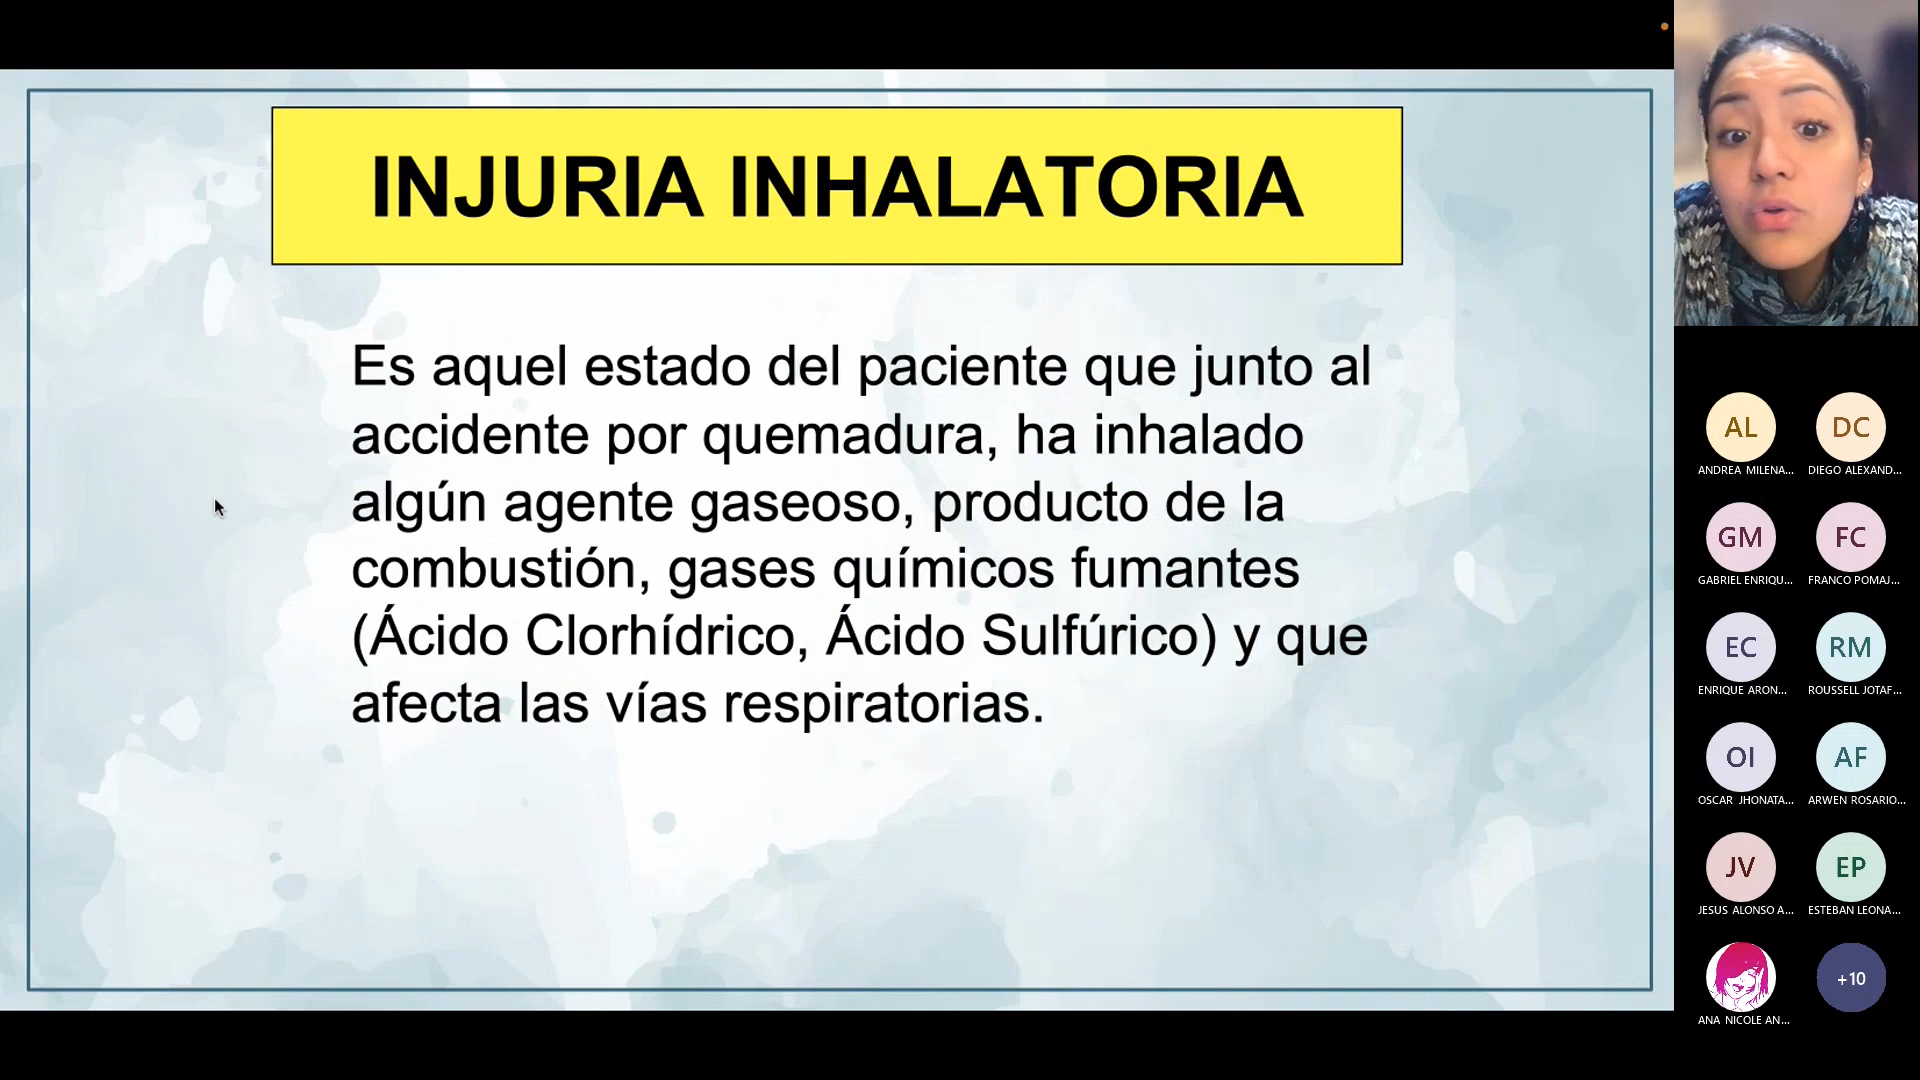 INJURIA INHALATORIA
Es aquel estado del paciente que junto al
accidente por quemadura, ha inhalado
algún agente gaseoso, producto de la
combustión, gases químicos fumantes
(Ácido Clorhídrico, Ácido Sulfúrico) y que
afecta las vías respiratorias.
AL
DC
ANDREA MILENA...
DIEGO ALEXAND...
GM
FC
GABRIEL ENRIQU...
FRANCO POMAJ...
EC
RM
ENRIQUE ARON...
ROUSSELL JOTAF...
OI
AF
OSCAR JHONATA...
ARWEN ROSARIO...
JV
EP
JESUS ALONSO A...
ESTEBAN LEONA...
+10
ANA NICOLE AN...